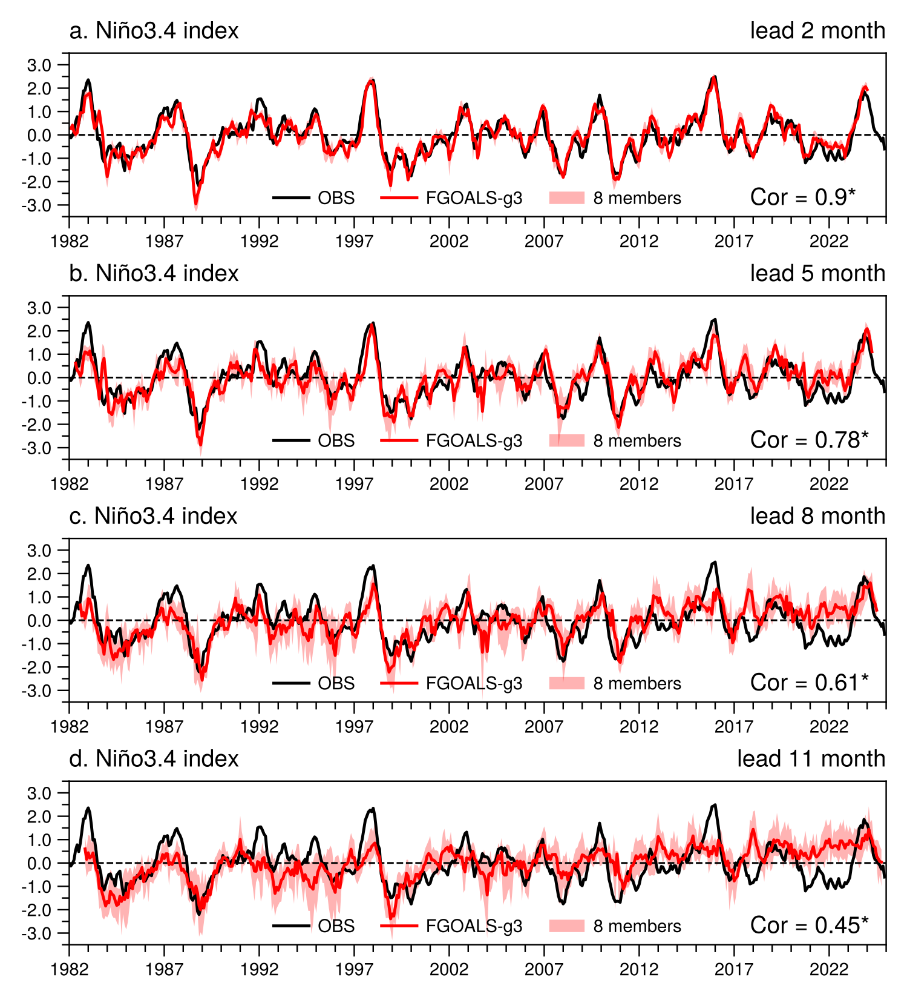 a. Niño3.4 index lead 2 month
3.0
2.0
1.0
0.0
-1.0
-2.0
-3.0
OBS FGOALS-g3 8 members Cor = 0.9*
1982 1987 1992 1997 2002 2007 2012 2017 2022
b. Niño3.4 index lead 5 month
3.0
2.0
1.0
0.0
-1.0
-2.0
-3.0
OBS FGOALS-g3 8 members Cor = 0.78*
1982 1987 1992 1997 2002 2007 2012 2017 2022
c. Niño3.4 index lead 8 month
3.0
2.0
1.0
0.0
-1.0
-2.0
-3.0
OBS FGOALS-g3 8 members Cor = 0.61*
1982 1987 1992 1997 2002 2007 2012 2017 2022
d. Niño3.4 index lead 11 month
3.0
2.0
1.0
0.0
-1.0
-2.0
-3.0
OBS FGOALS-g3 8 members Cor = 0.45*
1982 1987 1992 1997 2002 2007 2012 2017 2022